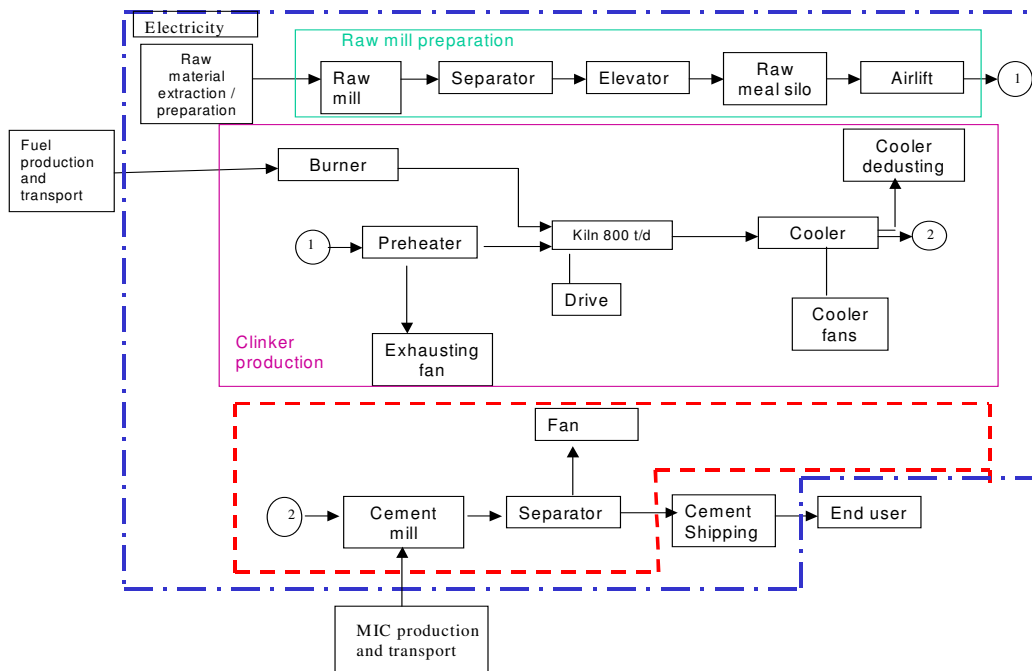 Electricity
Raw mill preparation
Raw
material
extraction /
preparation
Raw
mill
Separator
Elevator
Raw
meal silo
Airlift
1
Fuel
production
and
transport
Burner
Cooler
dedusting
1
Preheater
Kiln 800 t/d
Cooler
2
Drive
Cooler
fans
Clinker
production
Exhausting
fan
Fan
2
Cement
mill
Separator
Cement
Shipping
End user
MIC production
and transport